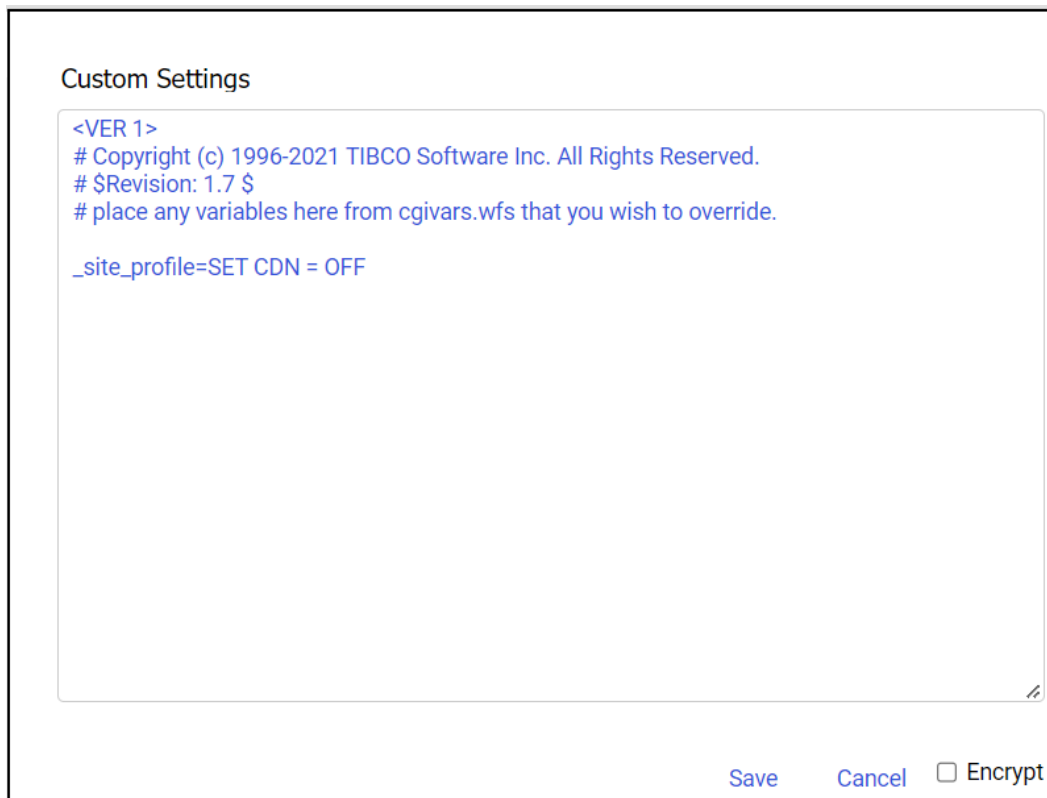 Custom Settings
<VER 1>
# Copyright (c) 1996-2021 TIBCO Software Inc. All Rights Reserved.
# $Revision: 1.7 $
# place any variables here from cgivars.wfs that you wish to override.
_site_profile=SET CDN = OFF
Save Cancel Encrypt